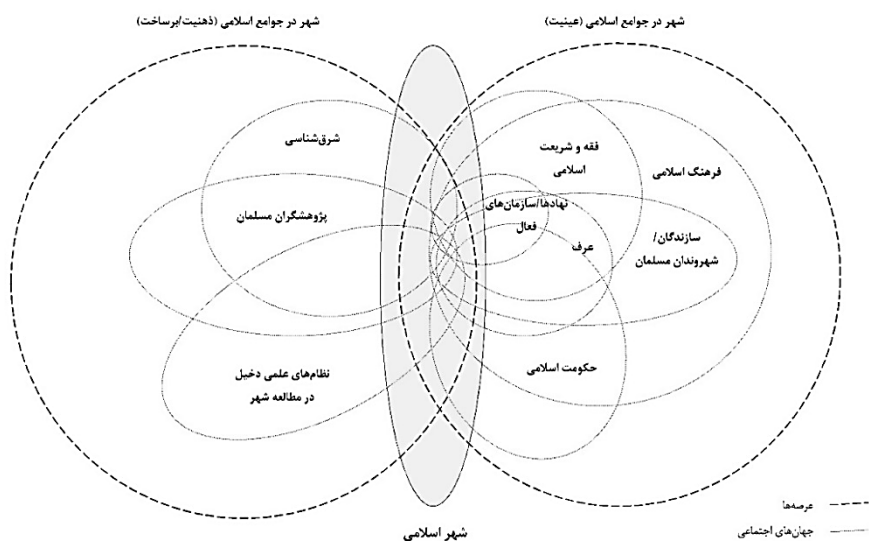 شهر در جوامع اسلامی (عینیت)
شهر در جوامع اسلامی (ذهنیت/برساخت)
فقه و شریعت
اسلامی
فرهنگ اسلامی
نهادها/سازمان‌های
فعال
عرف
سازندگان/
شهروندان مسلمان
حکومت اسلامی
شرق‌شناسی
پژوهشگران مسلمان
نظام‌های علمی دخیل
در مطالعه شهر
شهر اسلامی
عرصه‌ها
جهان‌های اجتماعی